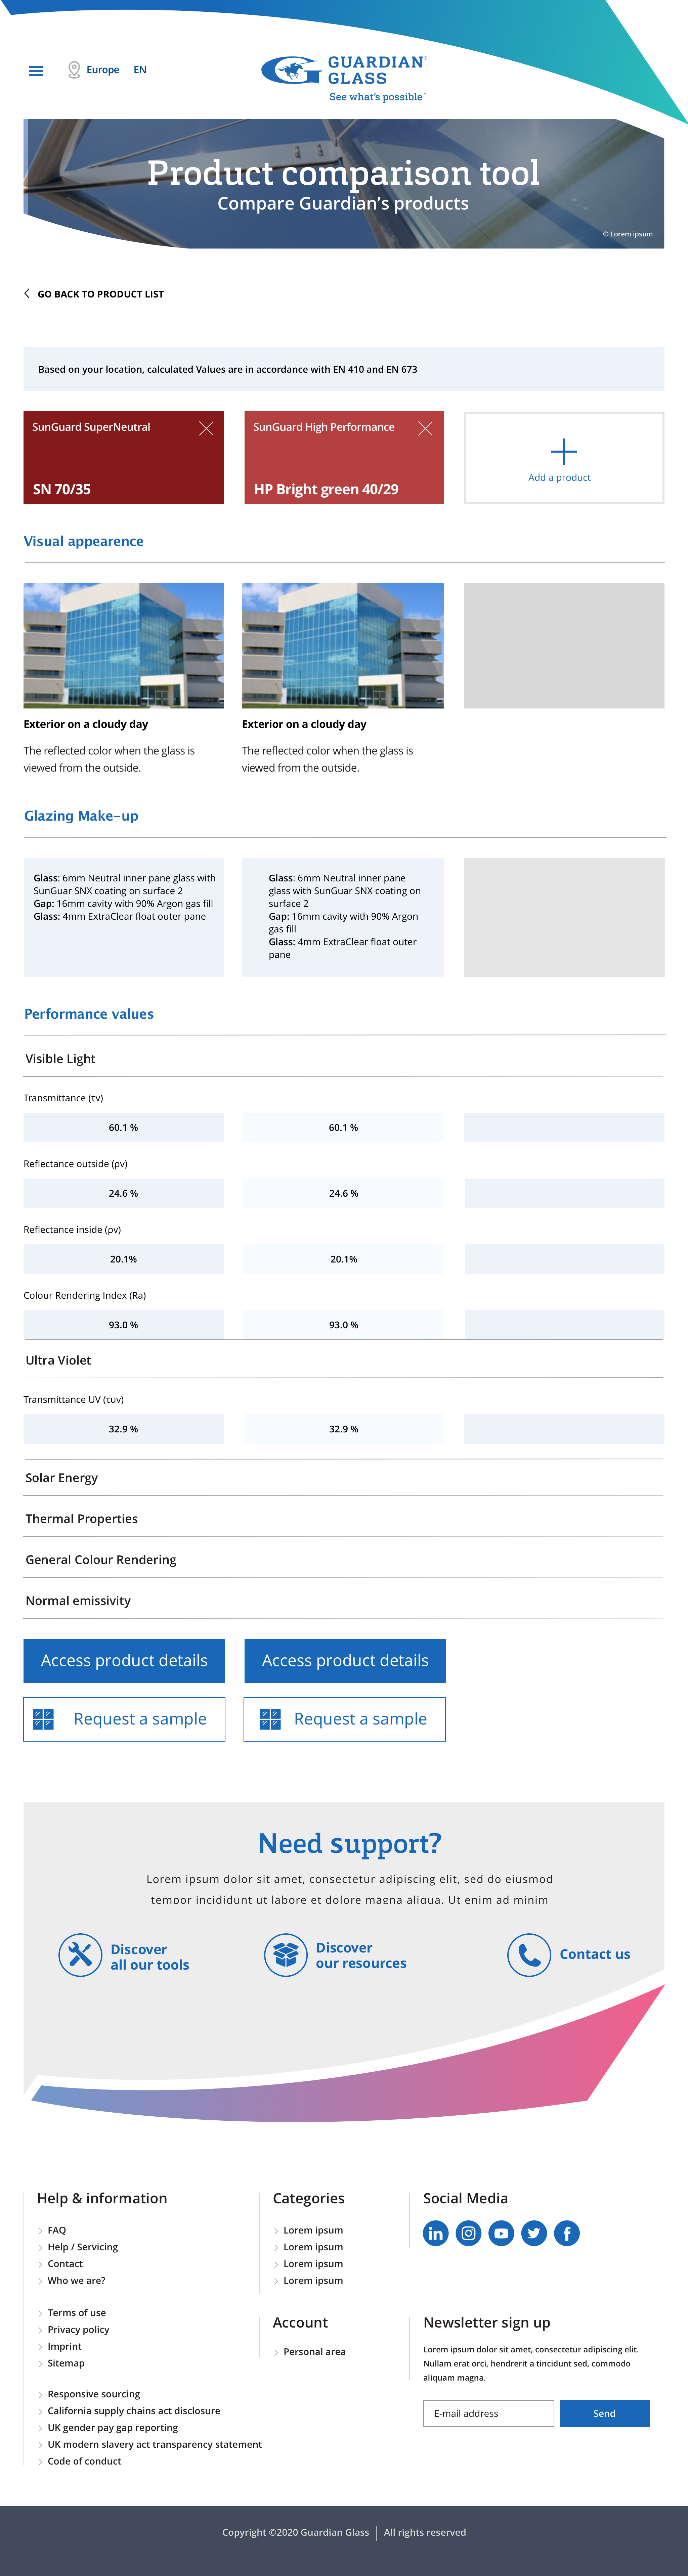 Europe | EN
GUARDIAN®
GLASS
See what's possible™
Product comparison tool
Compare Guardian's products
© Lorem ipsum
GO BACK TO PRODUCT LIST
Based on your location, calculated Values are in accordance with EN 410 and EN 673
SunGuard SuperNeutral
SN 70/35
SunGuard High Performance
HP Bright green 40/29
Add a product
Visual appearence
Exterior on a cloudy day
The reflected color when the glass is
viewed from the outside.
Exterior on a cloudy day
The reflected color when the glass is
viewed from the outside.
Glazing Make-up
Glass: 6mm Neutral inner pane glass with
SunGuar SNX coating on surface 2
Gap: 16mm cavity with 90% Argon gas fill
Glass: 4mm ExtraClear float outer pane
Glass: 6mm Neutral inner pane
glass with SunGuar SNX coating on
surface 2
Gap: 16mm cavity with 90% Argon
gas fill
Glass: 4mm ExtraClear float outer
pane
Performance values
Visible Light
Transmittance (τv)
60.1 % 60.1 %
Reflectance outside (ρv)
24.6 % 24.6 %
Reflectance inside (ρv)
20.1% 20.1%
Colour Rendering Index (Ra)
93.0 % 93.0 %
Ultra Violet
Transmittance UV (τuv)
32.9 % 32.9 %
Solar Energy
Thermal Properties
General Colour Rendering
Normal emissivity
Access product details Access product details
Request a sample Request a sample
Need support?
Lorem ipsum dolor sit amet, consectetur adipiscing elit, sed do eiusmod
tempor incididunt ut labore et dolore magna aliqua. Ut enim ad minim
Discover
all our tools
Discover
our resources
Contact us
Help & information
FAQ
Help / Servicing
Contact
Who we are?
Terms of use
Privacy policy
Imprint
Sitemap
Responsive sourcing
California supply chains act disclosure
UK gender pay gap reporting
UK modern slavery act transparency statement
Code of conduct
Categories
Lorem ipsum
Lorem ipsum
Lorem ipsum
Lorem ipsum
Account
Personal area
Social Media
Newsletter sign up
Lorem ipsum dolor sit amet, consectetur adipiscing elit.
Nullam erat orci, hendrerit a tincidunt sed, commodo
aliquam magna.
E-mail address
Send
Copyright ©2020 Guardian Glass | All rights reserved